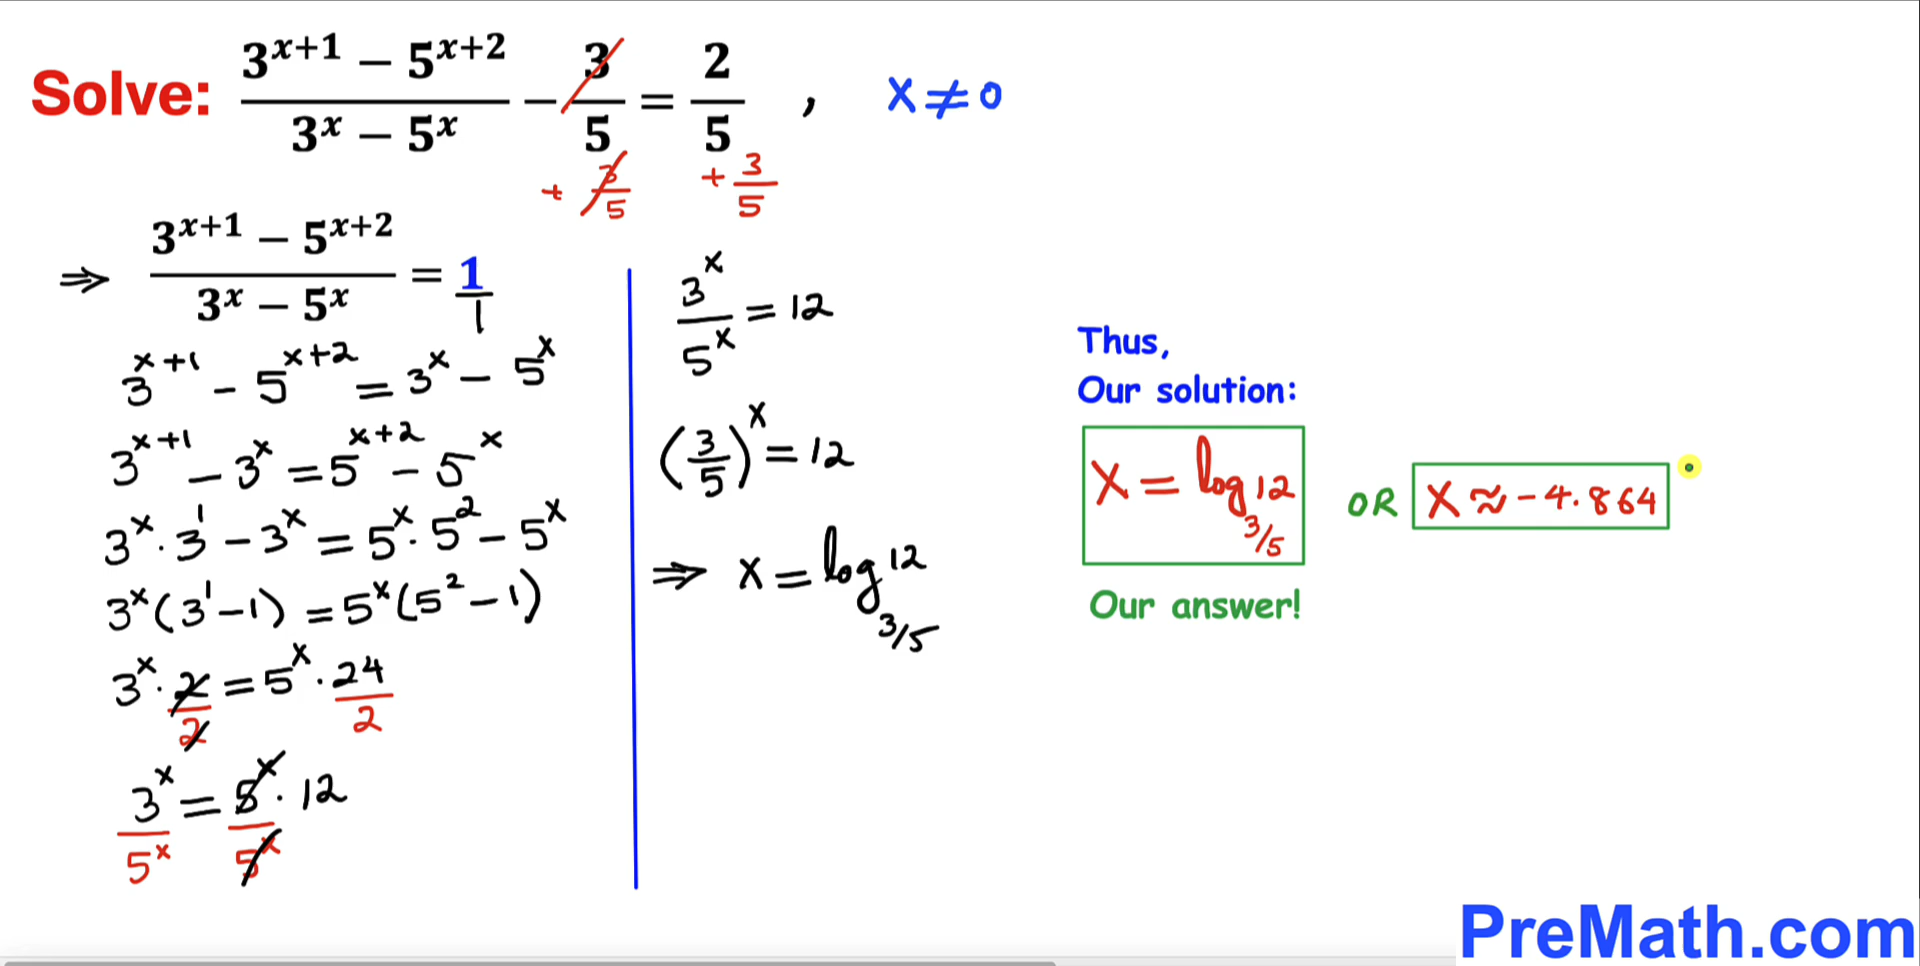 Solve: (3^(x+1) − 5^(x+2))/(3^x − 5^x) − 3/5 = 2/5 , x ≠ 0
+ 3/5 + 3/5
⇒ (3^(x+1) − 5^(x+2))/(3^x − 5^x) = 1/1
3^(x+1) − 5^(x+2) = 3^x − 5^x
3^(x+1) − 3^x = 5^(x+2) − 5^x
3^x · 3^1 − 3^x = 5^x · 5^2 − 5^x
3^x (3^1 − 1) = 5^x (5^2 − 1)
3^x · 2/2 = 5^x · 24/2
3^x/5^x = 5^x/5^x · 12
3^x/5^x = 12
(3/5)^x = 12
⇒ x = log_(3/5) 12
Thus,
Our solution:
x = log_(3/5) 12 OR x ≈ −4.864
Our answer!
PreMath.com